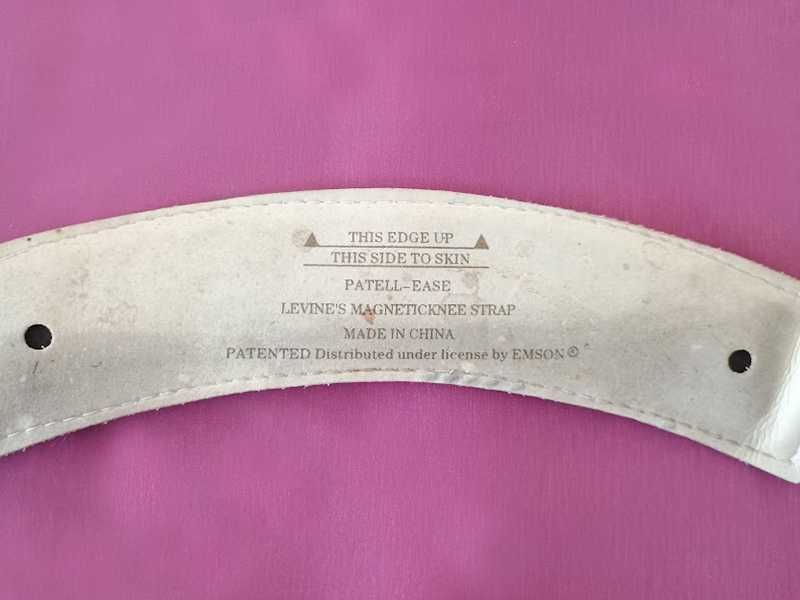 THIS EDGE UP
THIS SIDE TO SKIN
PATELL-EASE
LEVINE'S MAGNETICKNEE STRAP
MADE IN CHINA
PATENTED Distributed under license by EMSON©